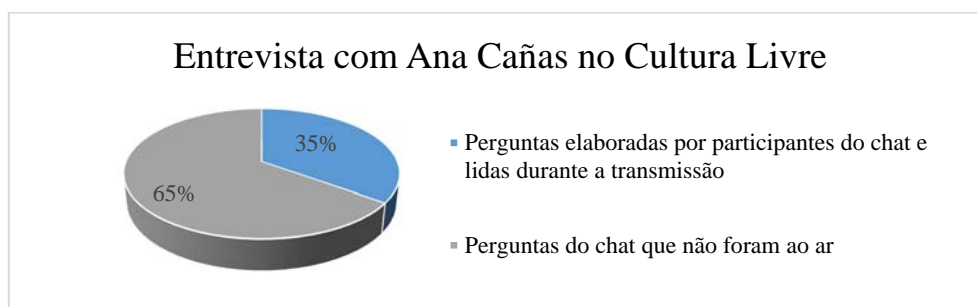 Entrevista com Ana Cañas no Cultura Livre
35%
65%
Perguntas elaboradas por participantes do chat e
lidas durante a transmissão
Perguntas do chat que não foram ao ar